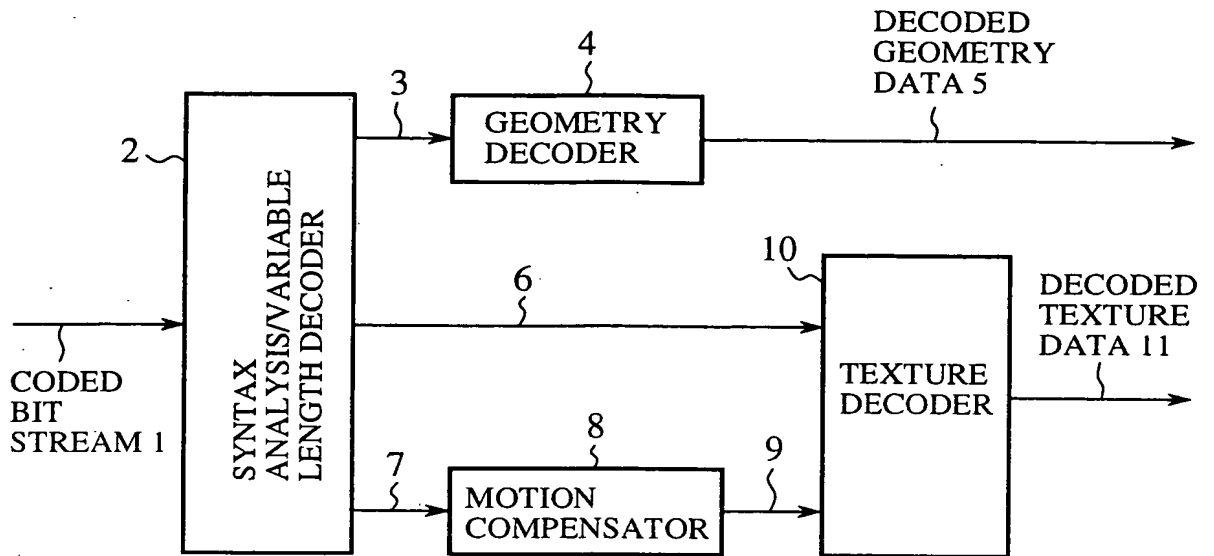 DECODED
GEOMETRY
DATA 5
4
3
GEOMETRY
DECODER
2
SYNTAX
ANALYSIS/VARIABLE
LENGTH DECODER
10
6
DECODED
TEXTURE
DATA 11
CODED
BIT
STREAM 1
TEXTURE
DECODER
7
8
9
MOTION
COMPENSATOR